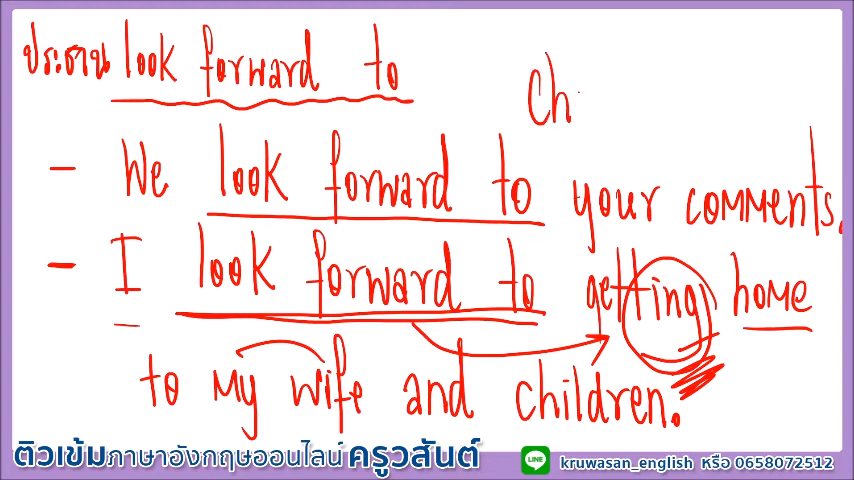 ประธาน look forward to
ch
- We look forward to your comments.
- I look forward to getting home
to my wife and children.
ติวเข้มภาษาอังกฤษออนไลน์ ครูวสันต์ LINE kruwasan_english หรือ 0658072512